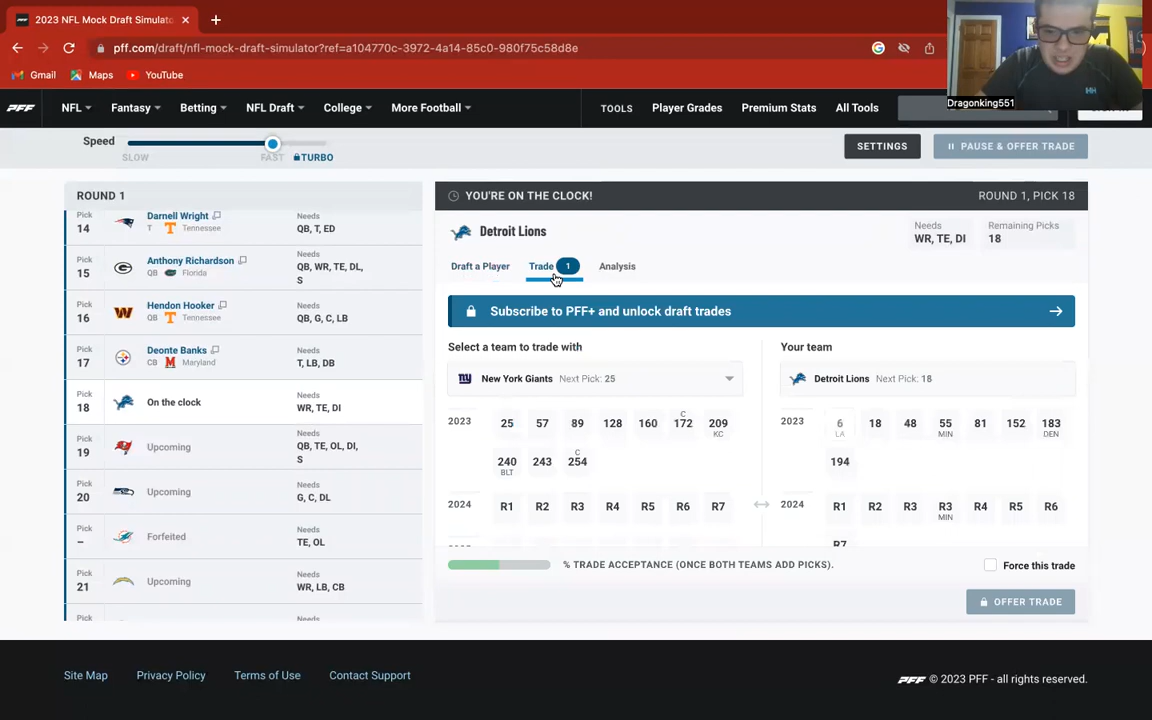 2023 NFL Mock Draft Simulato
pff.com/draft/nfl-mock-draft-simulator?ref=a104770c-3972-4a14-85c0-980f75c58d8e
Gmail Maps YouTube
Dragonking551
PFF NFL Fantasy Betting NFL Draft College More Football TOOLS Player Grades Premium Stats All Tools
Speed
SLOW FAST TURBO
SETTINGS PAUSE & OFFER TRADE
ROUND 1
Pick 14 Darnell Wright T Tennessee Needs QB, T, ED
Pick 15 Anthony Richardson QB Florida Needs QB, WR, TE, DL, S
Pick 16 Hendon Hooker QB Tennessee Needs QB, G, C, LB
Pick 17 Deonte Banks CB Maryland Needs T, LB, DB
Pick 18 On the clock Needs WR, TE, DI
Pick 19 Upcoming Needs QB, TE, OL, DI, S
Pick 20 Upcoming Needs G, C, DL
Pick – Forfeited Needs TE, OL
Pick 21 Upcoming Needs WR, LB, CB
Pick Needs
YOU'RE ON THE CLOCK! ROUND 1, PICK 18
Detroit Lions
Needs WR, TE, DI
Remaining Picks 18
Draft a Player Trade 1 Analysis
Subscribe to PFF+ and unlock draft trades
Select a team to trade with
New York Giants Next Pick: 25
2023 25 57 89 128 160 C 172 209 KC
240 BLT 243 C 254
2024 R1 R2 R3 R4 R5 R6 R7
Your team
Detroit Lions Next Pick: 18
2023 6 LA 18 48 55 MIN 81 152 183 DEN
194
2024 R1 R2 R3 R3 MIN R4 R5 R6
R7
% TRADE ACCEPTANCE (ONCE BOTH TEAMS ADD PICKS).
Force this trade
OFFER TRADE
Site Map Privacy Policy Terms of Use Contact Support
PFF © 2023 PFF - all rights reserved.